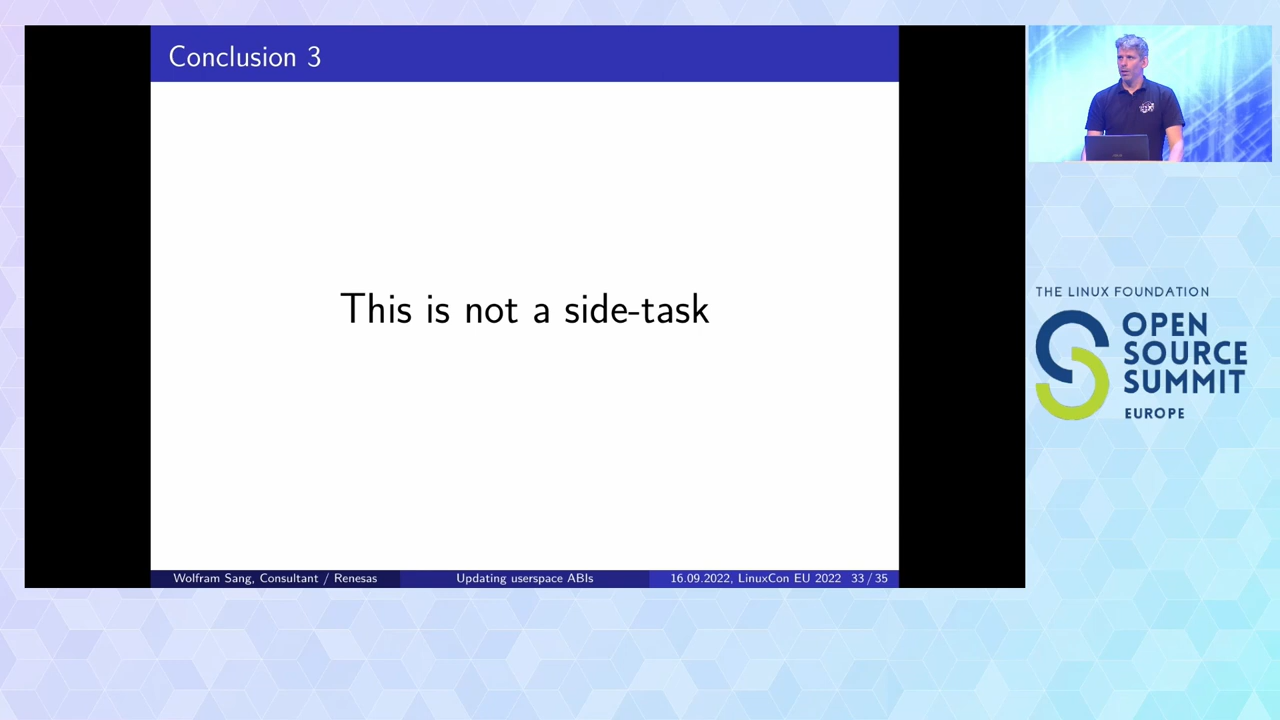 Conclusion 3
This is not a side-task
Wolfram Sang, Consultant / Renesas
Updating userspace ABIs
16.09.2022, LinuxCon EU 2022 33 / 35
THE LINUX FOUNDATION
OPEN
SOURCE
SUMMIT
EUROPE